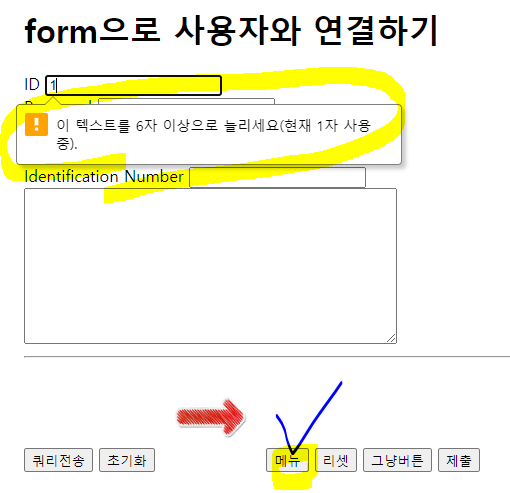 form으로 사용자와 연결하기
ID 1
이 텍스트를 6자 이상으로 늘리세요(현재 1자 사용
중).
Identification Number
쿼리전송 초기화 메뉴 리셋 그냥버튼 제출